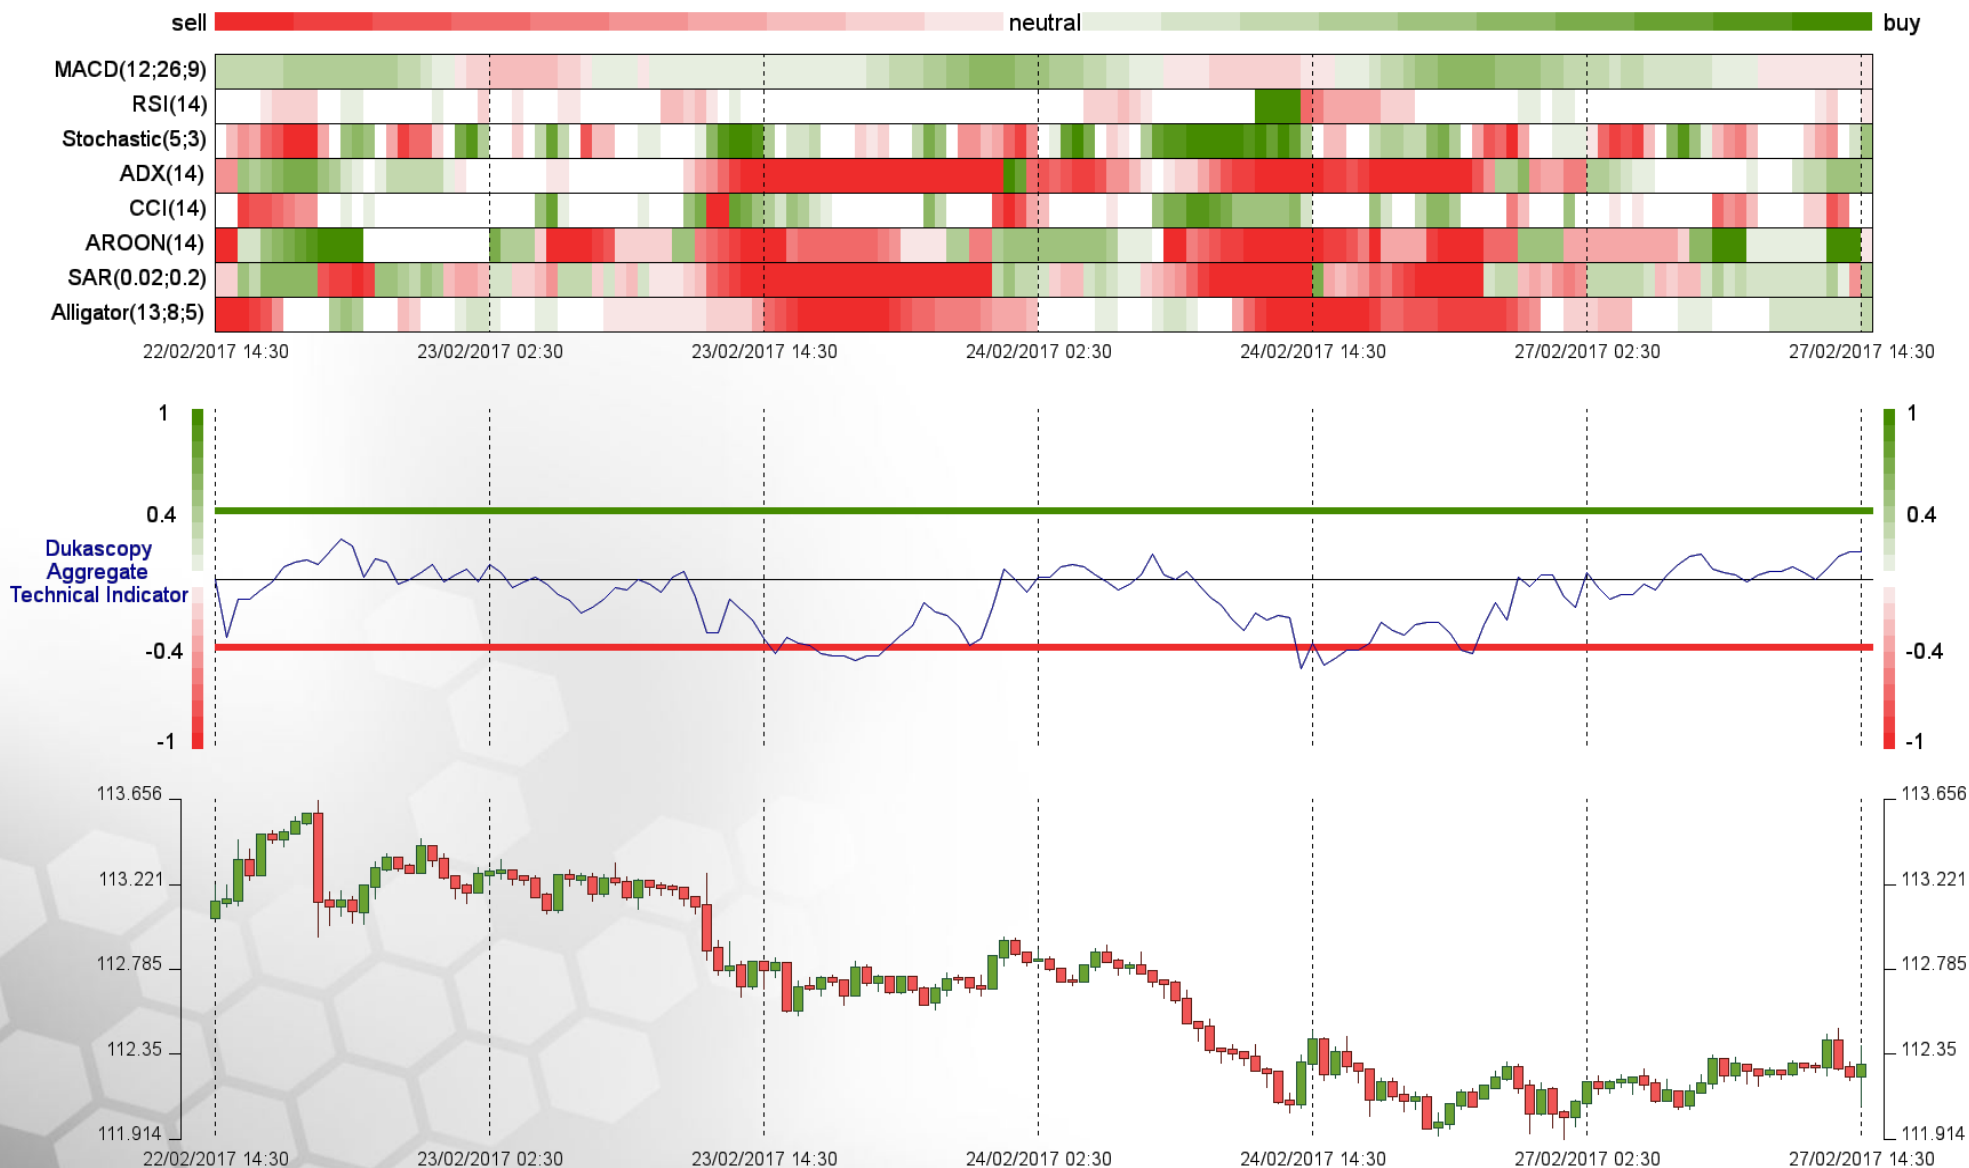 sell neutral buy
MACD(12;26;9)
RSI(14)
Stochastic(5;3)
ADX(14)
CCI(14)
AROON(14)
SAR(0.02;0.2)
Alligator(13;8;5)
22/02/2017 14:30 23/02/2017 02:30 23/02/2017 14:30 24/02/2017 02:30 24/02/2017 14:30 27/02/2017 02:30 27/02/2017 14:30
1 1
0.4 0.4
Dukascopy
Aggregate
Technical Indicator
-0.4 -0.4
-1 -1
113.656 113.656
113.221 113.221
112.785 112.785
112.35 112.35
111.914 111.914
22/02/2017 14:30 23/02/2017 02:30 23/02/2017 14:30 24/02/2017 02:30 24/02/2017 14:30 27/02/2017 02:30 27/02/2017 14:30